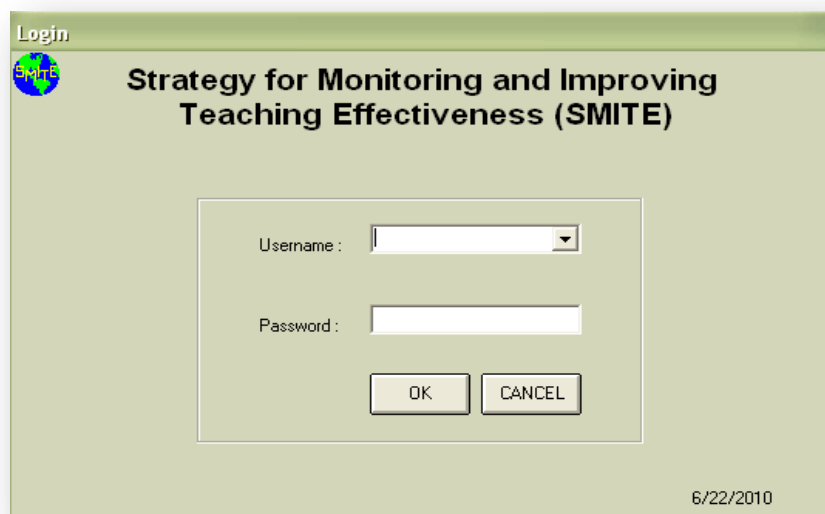 Login
SMITE
Strategy for Monitoring and Improving
Teaching Effectiveness (SMITE)
Username :
Password :
OK CANCEL
6/22/2010